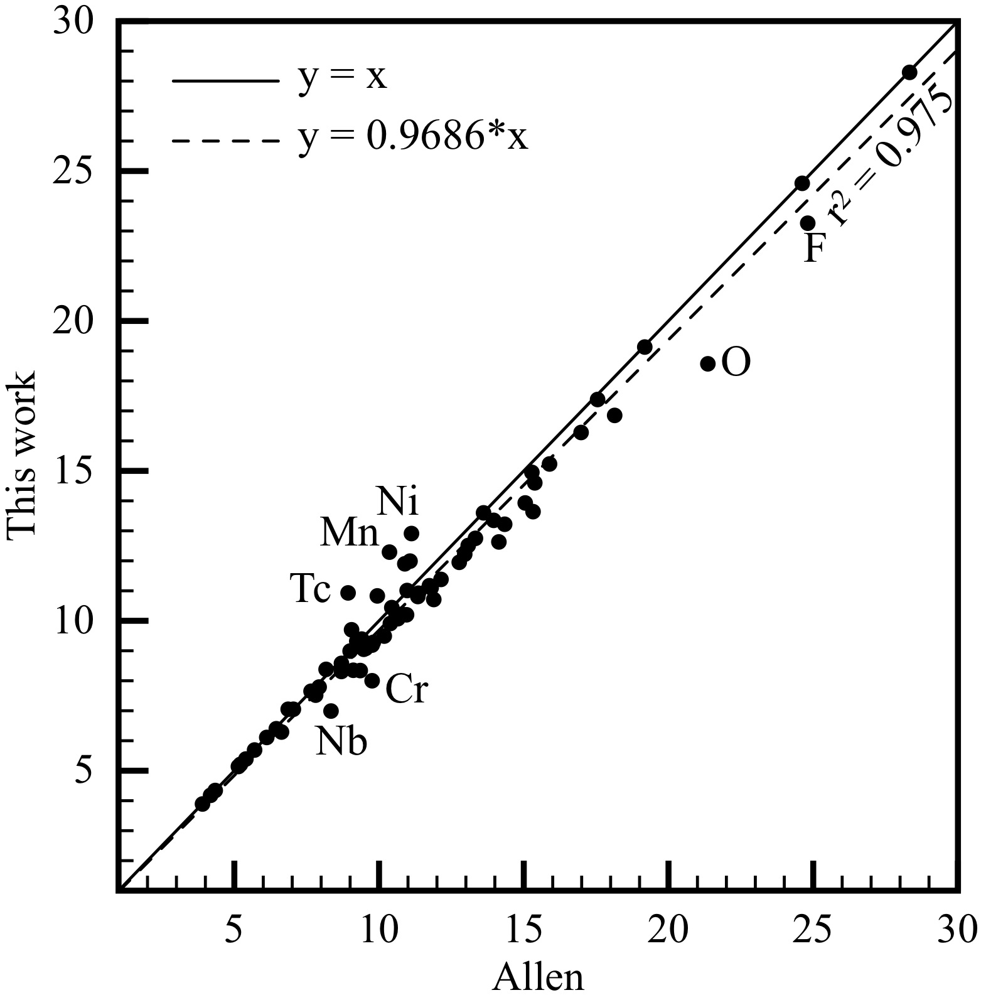 30
y = x
y = 0.9686*x
r² = 0.975
25
F
20
O
This work
15
Ni
Mn
Tc
10
Cr
Nb
5
5 10 15 20 25 30
Allen